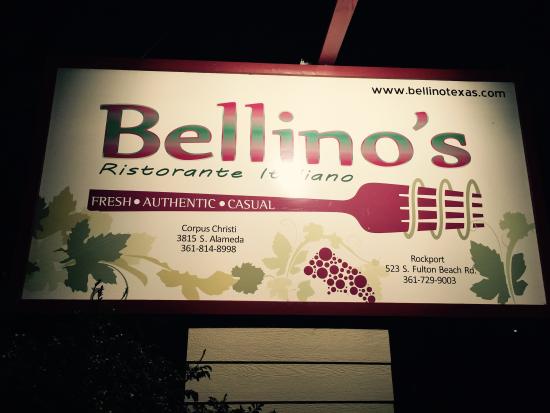 www.bellinotexas.com
Bellino's
Ristorante Italiano
FRESH • AUTHENTIC • CASUAL
Corpus Christi
3815 S. Alameda
361-814-8998
Rockport
523 S. Fulton Beach Rd.
361-729-9003